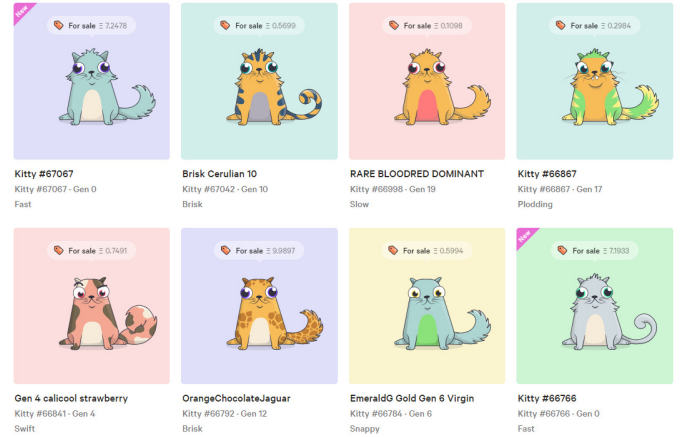 New
For sale Ξ 7.2478
For sale Ξ 0.5699
For sale Ξ 0.1098
For sale Ξ 0.2984
Kitty #67067
Brisk Cerulian 10
RARE BLOODRED DOMINANT
Kitty #66867
Kitty #67067 · Gen 0
Kitty #67042 · Gen 10
Kitty #66998 · Gen 19
Kitty #66867 · Gen 17
Fast
Brisk
Slow
Plodding
For sale Ξ 0.7491
For sale Ξ 9.9897
For sale Ξ 0.5994
New
For sale Ξ 7.1933
Gen 4 calicool strawberry
OrangeChocolateJaguar
EmeraldG Gold Gen 6 Virgin
Kitty #66766
Kitty #66841 · Gen 4
Kitty #66792 · Gen 12
Kitty #66784 · Gen 6
Kitty #66766 · Gen 0
Swift
Brisk
Snappy
Fast